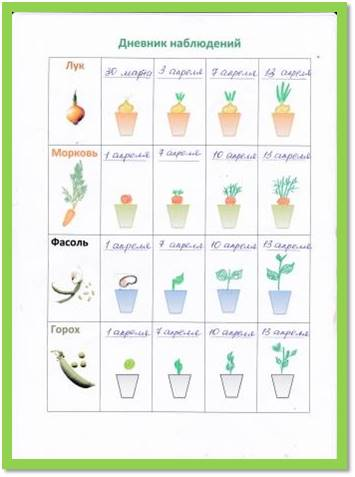 Дневник наблюдений
Лук
30 марта 3 апреля 7 апреля 13 апреля
Морковь
1 апреля 7 апреля 10 апреля 13 апреля
Фасоль
1 апреля 7 апреля 10 апреля 13 апреля
Горох
1 апреля 7 апреля 10 апреля 13 апреля